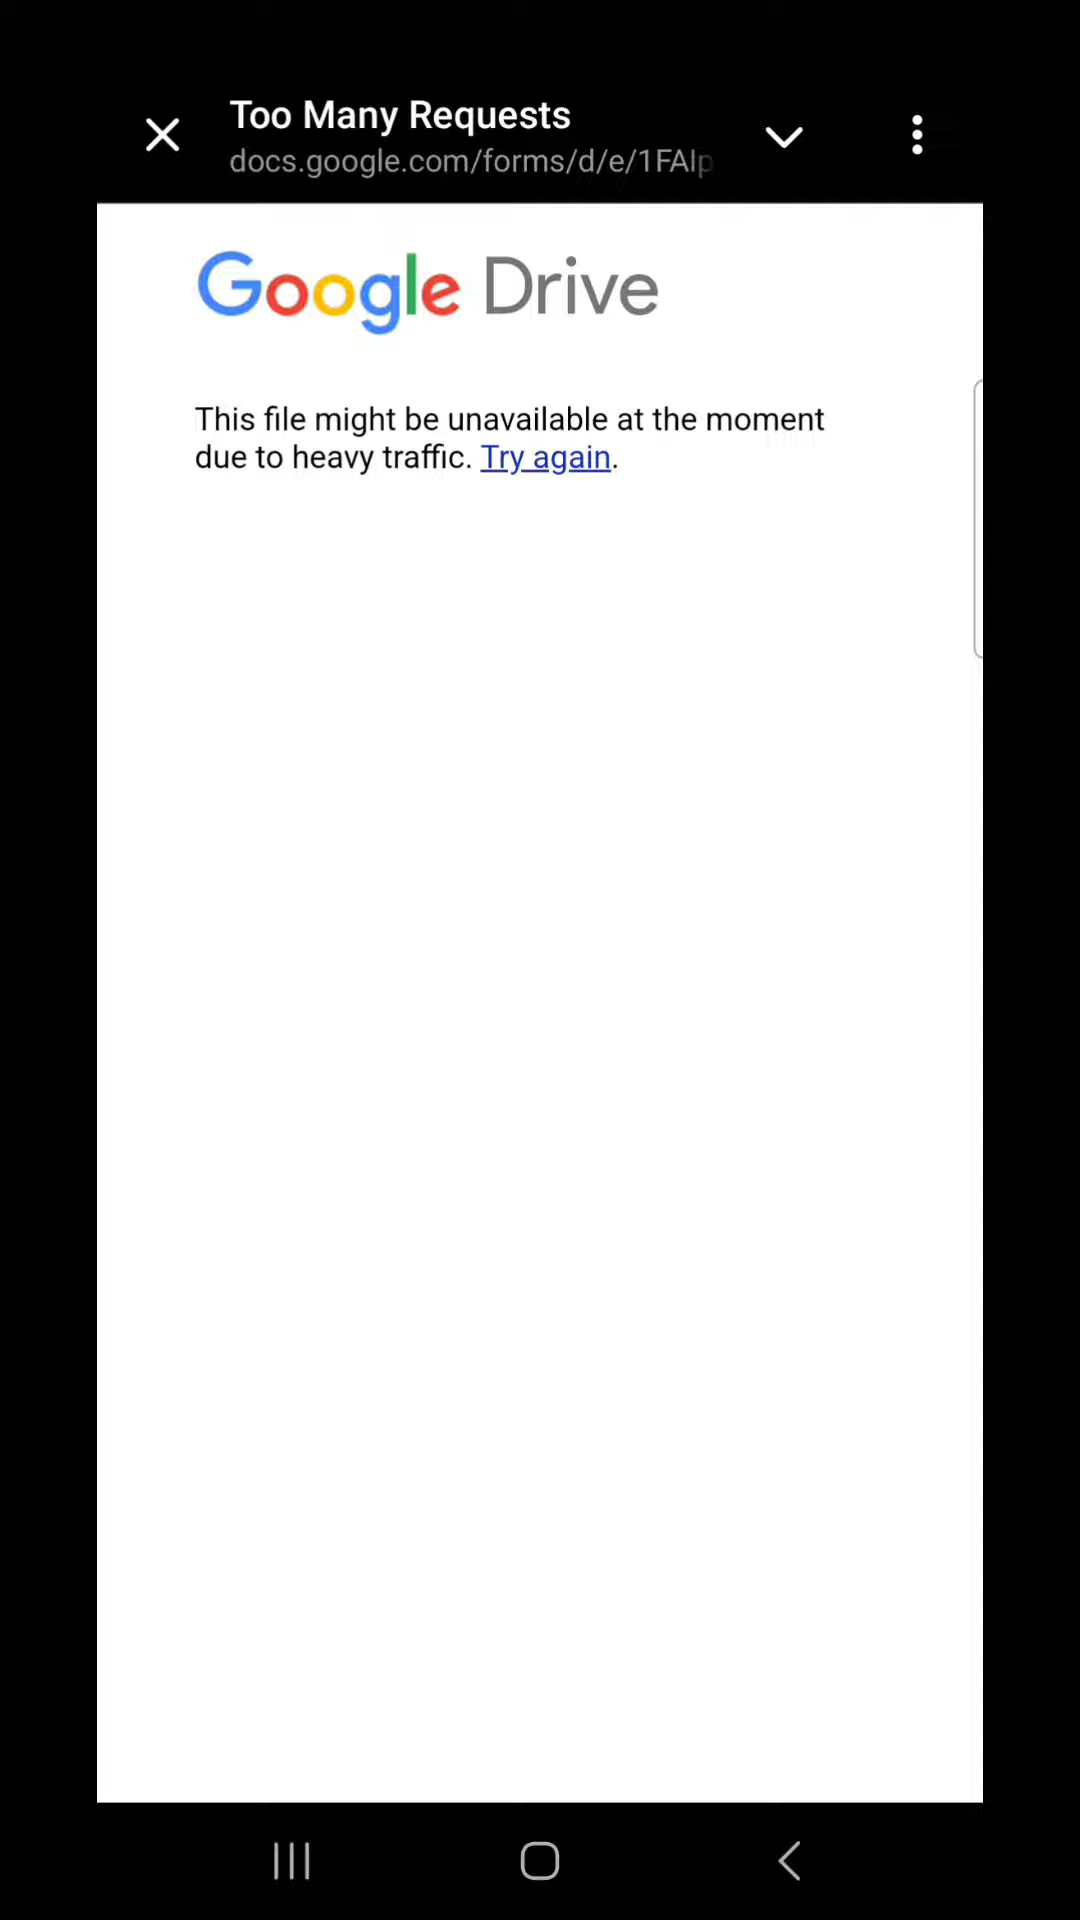 Too Many Requests
docs.google.com/forms/d/e/1FAIp
Google Drive
This file might be unavailable at the moment
due to heavy traffic. Try again.